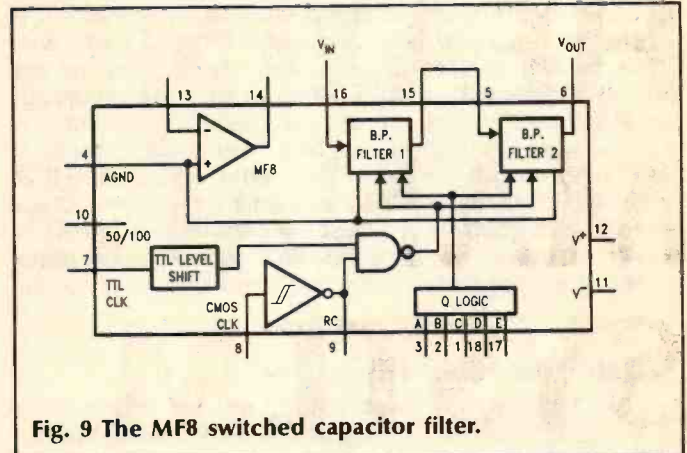 V_IN V_OUT
13 14 16 15 5 6
B.P.
FILTER 1
B.P.
FILTER 2
-
+
MF8
4
AGND
10
50/100
12
V+
7
TTL LEVEL
SHIFT
TTL
CLK
11
V-
Q LOGIC
CMOS
CLK
RC
A B C D E
8 9 3 2 1 18 17
Fig. 9 The MF8 switched capacitor filter.